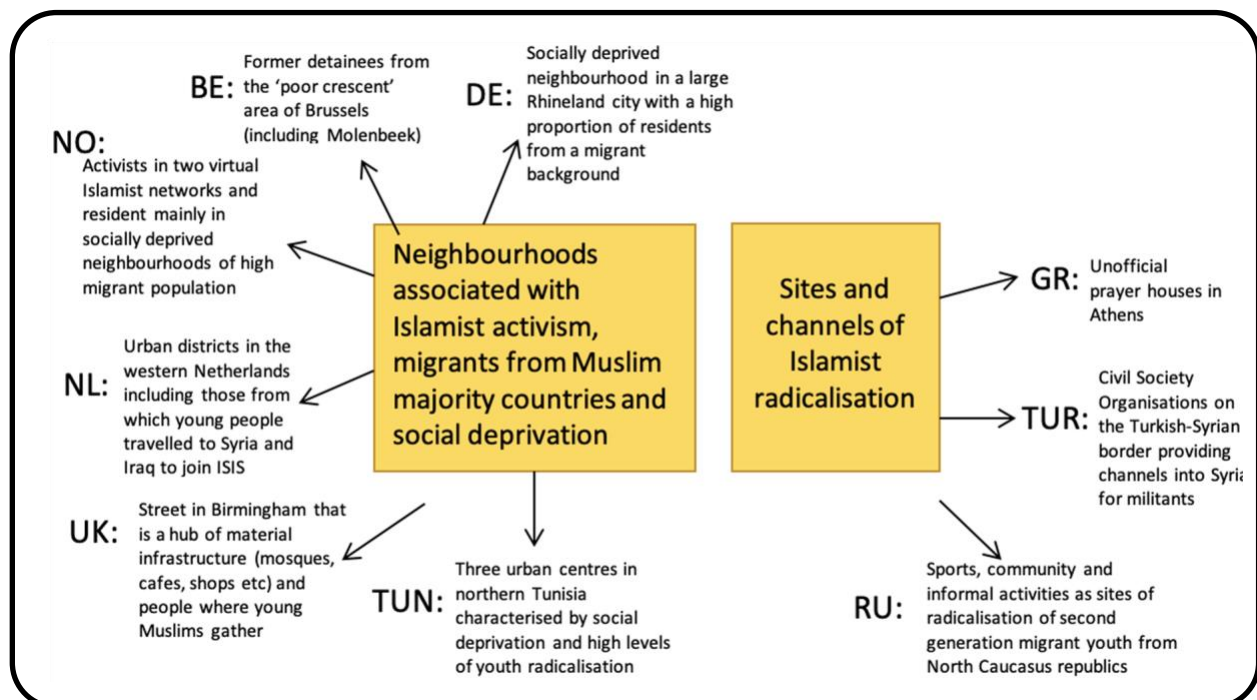 BE:
Former detainees from
the ‘poor crescent’
area of Brussels
(including Molenbeek)
DE:
Socially deprived
neighbourhood in a large
Rhineland city with a high
proportion of residents
from a migrant
background
NO:
Activists in two virtual
Islamist networks and
resident mainly in
socially deprived
neighbourhoods of high
migrant population
Neighbourhoods
associated with
Islamist activism,
migrants from Muslim
majority countries and
social deprivation
Sites and
channels of
Islamist
radicalisation
GR:
Unofficial
prayer houses in
Athens
NL:
Urban districts in the
western Netherlands
including those from
which young people
travelled to Syria and
Iraq to join ISIS
TUR:
Civil Society
Organisations on
the Turkish-Syrian
border providing
channels into Syria
for militants
UK:
Street in Birmingham that
is a hub of material
infrastructure (mosques,
cafes, shops etc) and
people where young
Muslims gather
TUN:
Three urban centres in
northern Tunisia
characterised by social
deprivation and high levels
of youth radicalisation
RU:
Sports, community and
informal activities as sites of
radicalisation of second
generation migrant youth from
North Caucasus republics